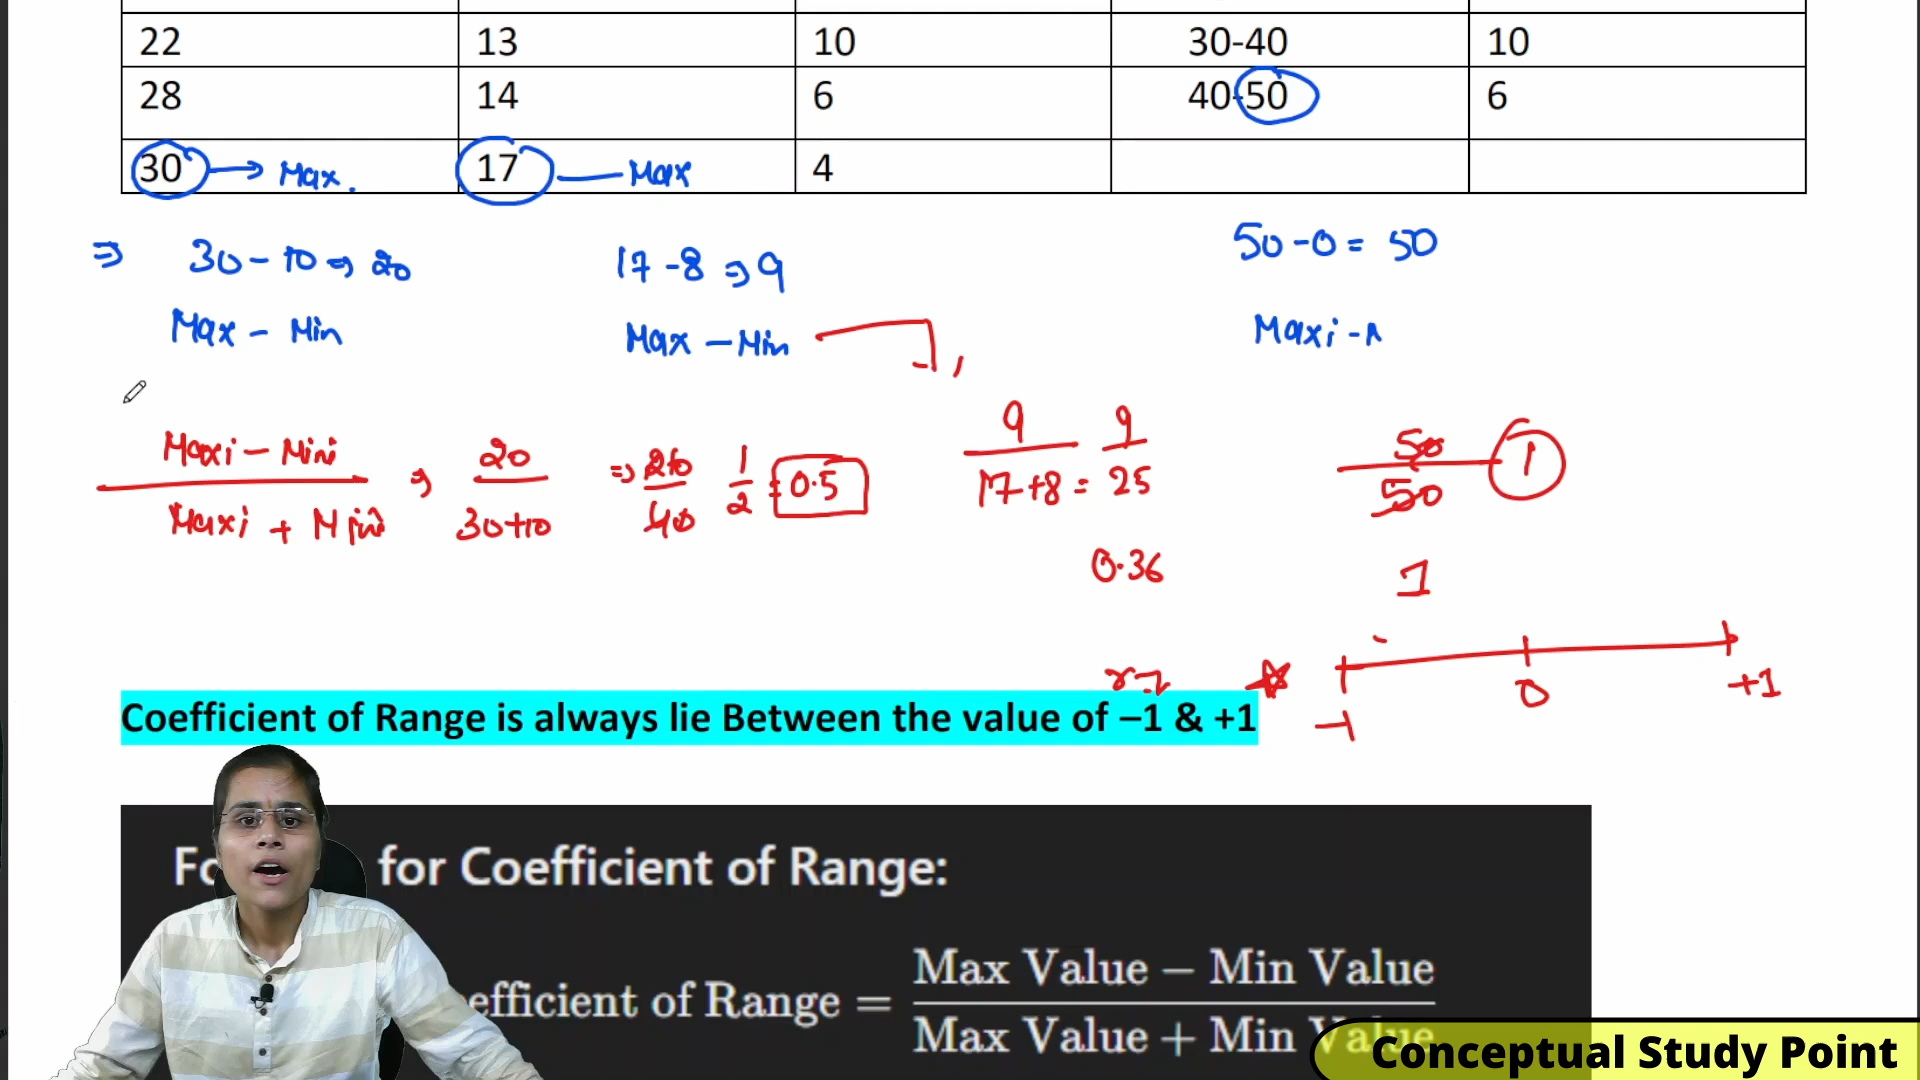 22 13 10 30-40 10
28 14 6 40-50 6
30 → Max. 17 — Max 4
⇒ 30 - 10 ⇒ 20 17 - 8 ⇒ 9 50 - 0 = 50
Max - Min Max - Min Maxi -
Maxi - Mini ⇒ 20 ⇒ 20 1 = 0.5 9 9 50 1
Maxi + Mini 30+10 40 2 17+8 = 25 50
0.36 1
-1 0 +1
Coefficient of Range is always lie Between the value of –1 & +1
for Coefficient of Range:
efficient of Range = Max Value − Min Value
Max Value + Min Value
Conceptual Study Point